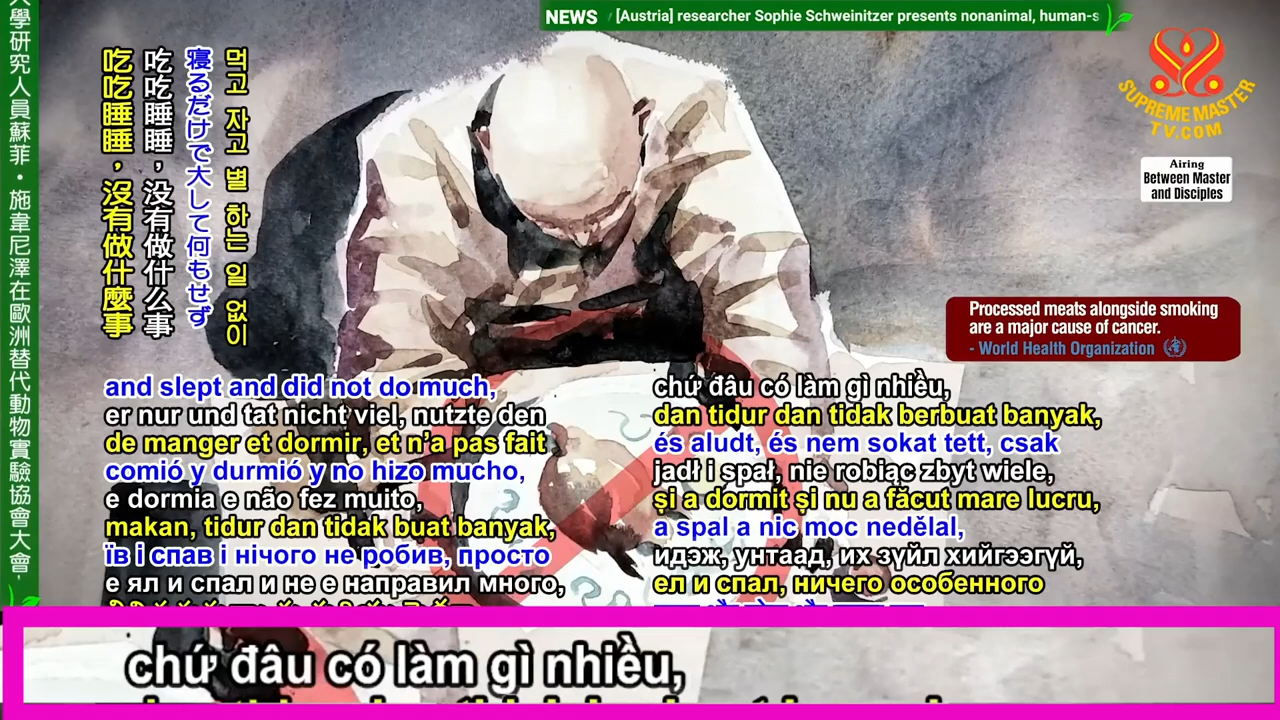 NEWS
[Austria] researcher Sophie Schweinitzer presents nonanimal, human-s
SUPREME MASTER
TV.COM
Airing
Between Master
and Disciples
學研究人員蘇菲·施韋尼澤在歐洲替代動物實驗協會大會,
吃吃睡睡，沒有做什麼事
吃吃睡睡，没有做什么事
寝るだけで大して何もせず
먹고 자고 별 한는 일 없이
Processed meats alongside smoking
are a major cause of cancer.
- World Health Organization
and slept and did not do much,
er nur und tat nicht viel, nutzte den
de manger et dormir, et n'a pas fait
comió y durmió y no hizo mucho,
e dormia e não fez muito,
makan, tidur dan tidak buat banyak,
їв і спав і нічого не робив, просто
е ял и спал и не е направил много,
chứ đâu có làm gì nhiều,
dan tidur dan tidak berbuat banyak,
és aludt, és nem sokat tett, csak
jadł i spał, nie robiąc zbyt wiele,
și a dormit și nu a făcut mare lucru,
a spal a nic moc nedělal,
идэж, унтаад, их зүйл хийгээгүй,
ел и спал, ничего особенного
chứ đâu có làm gì nhiều,